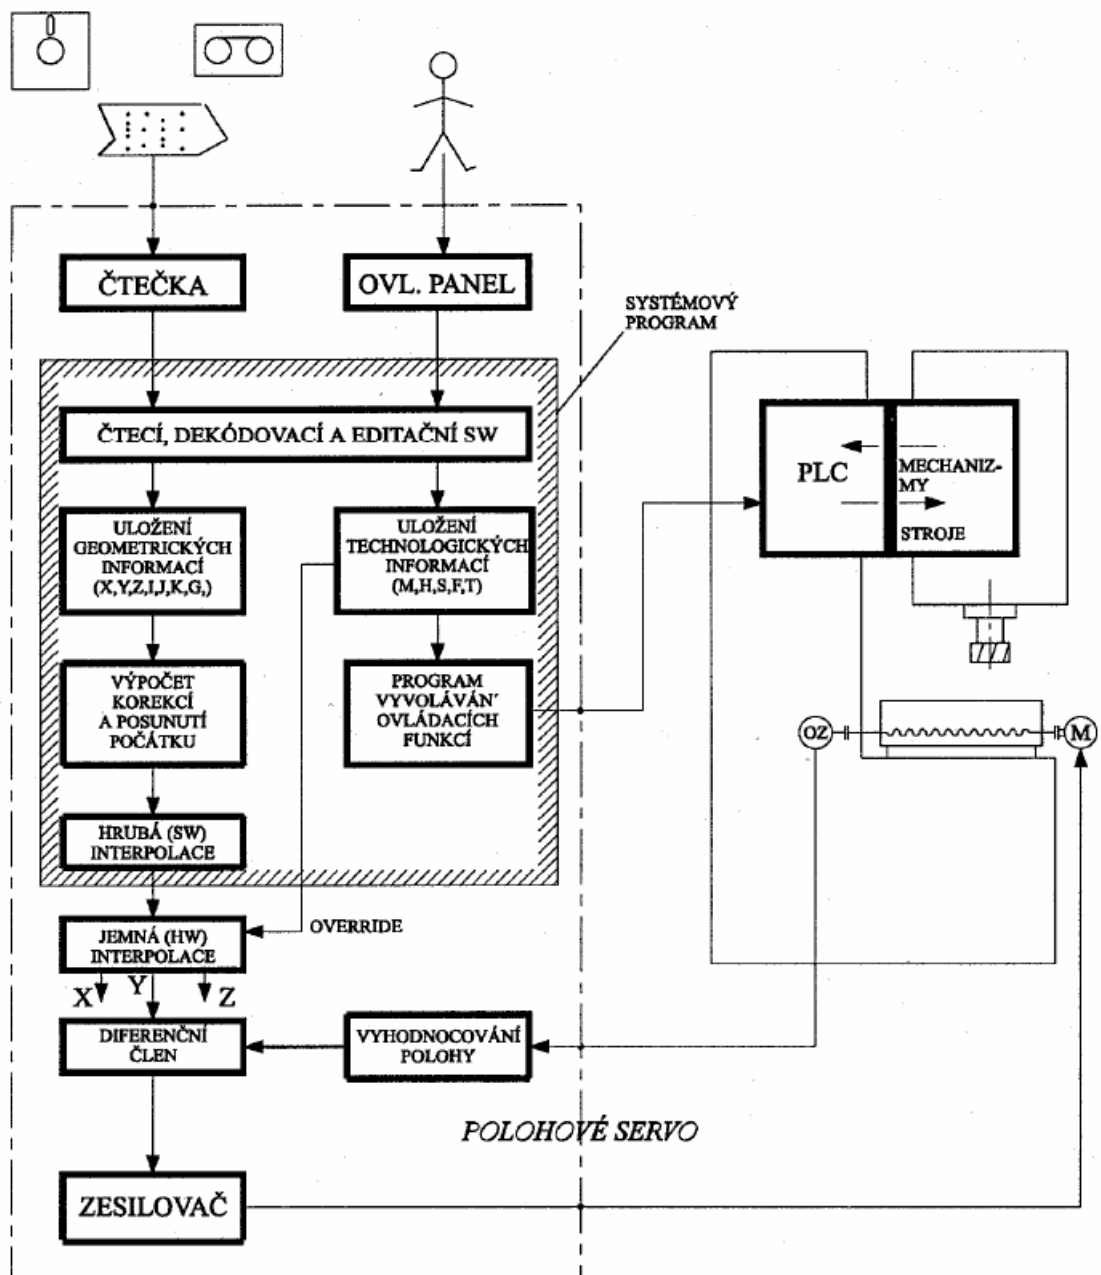 ČTEČKA
OVL. PANEL
SYSTÉMOVÝ
PROGRAM
ČTECÍ, DEKÓDOVACÍ A EDITAČNÍ SW
ULOŽENÍ
GEOMETRICKÝCH
INFORMACÍ
(X,Y,Z,I,J,K,G,)
ULOŽENÍ
TECHNOLOGICKÝCH
INFORMACÍ
(M,H,S,F,T)
PLC
MECHANIZ-
MY
STROJE
VÝPOČET
KOREKCÍ
A POSUNUTÍ
POČÁTKU
PROGRAM
VYVOLÁVÁN´
OVLÁDACÍCH
FUNKCÍ
OZ
M
HRUBÁ (SW)
INTERPOLACE
JEMNÁ (HW)
INTERPOLACE
OVERRIDE
X
Y
Z
DIFERENČNÍ
ČLEN
VYHODNOCOVÁNÍ
POLOHY
POLOHOVÉ SERVO
ZESILOVAČ